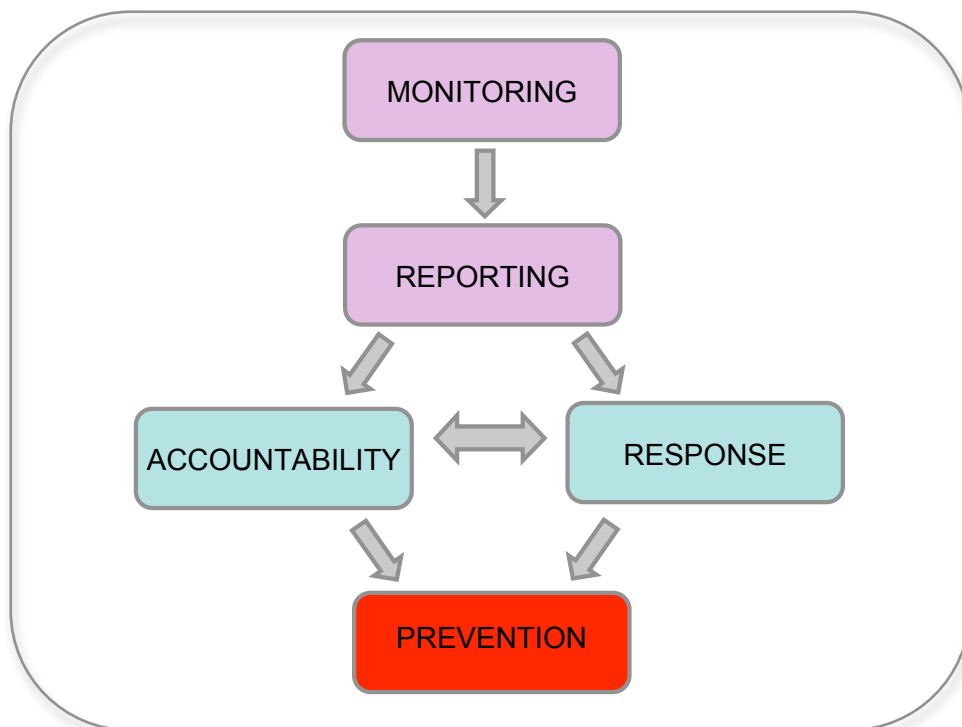 MONITORING
REPORTING
ACCOUNTABILITY
RESPONSE
PREVENTION